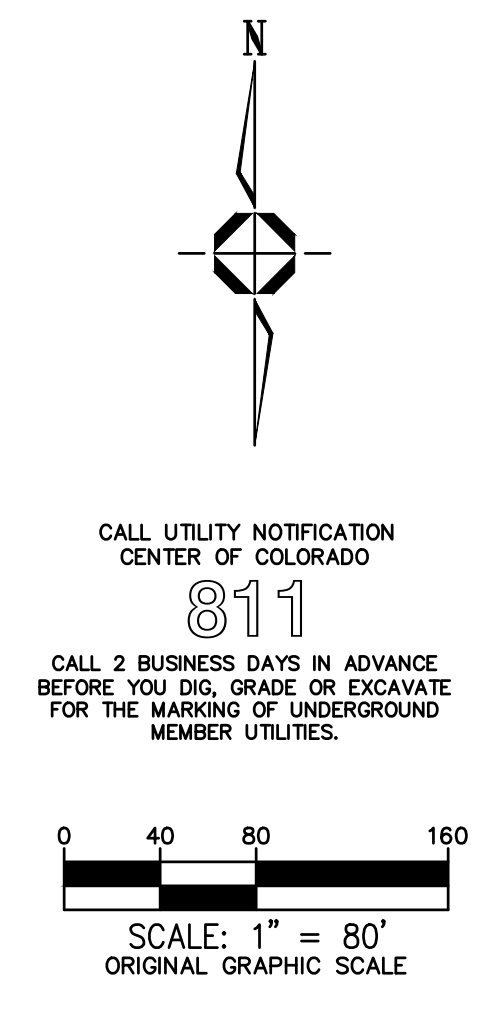 N
CALL UTILITY NOTIFICATION
CENTER OF COLORADO
811
CALL 2 BUSINESS DAYS IN ADVANCE
BEFORE YOU DIG, GRADE OR EXCAVATE
FOR THE MARKING OF UNDERGROUND
MEMBER UTILITIES.
0 40 80 160
SCALE: 1" = 80'
ORIGINAL GRAPHIC SCALE